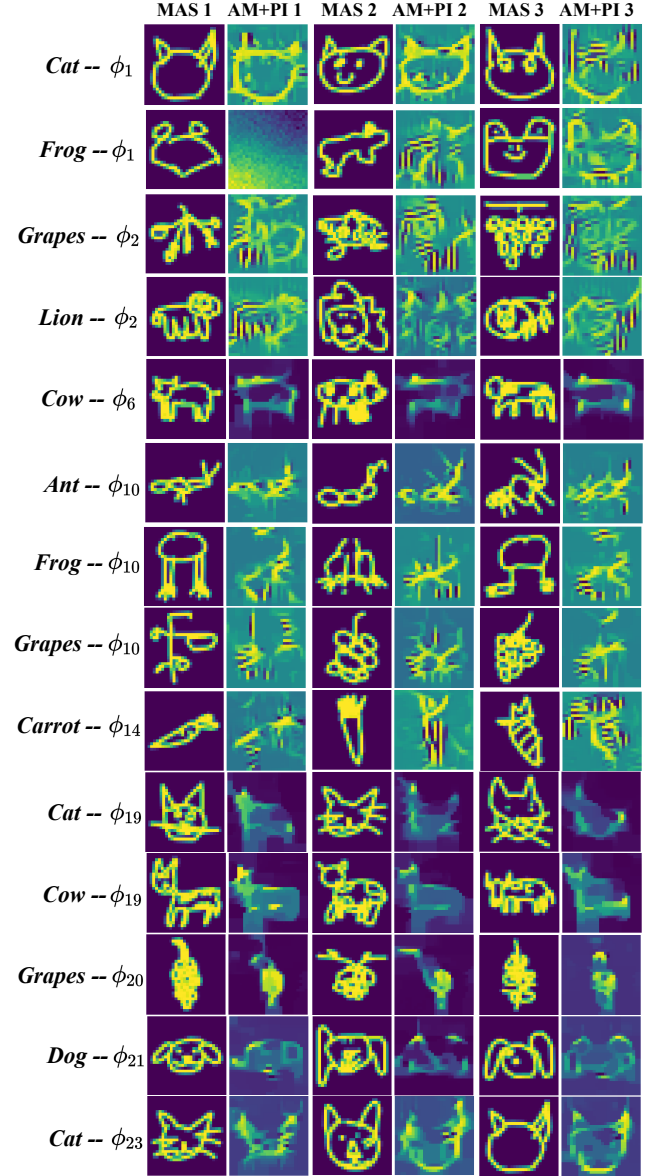 MAS 1 AM+PI 1 MAS 2 AM+PI 2 MAS 3 AM+PI 3
Cat -- ϕ₁
Frog -- ϕ₁
Grapes -- ϕ₂
Lion -- ϕ₂
Cow -- ϕ₆
Ant -- ϕ₁₀
Frog -- ϕ₁₀
Grapes -- ϕ₁₀
Carrot -- ϕ₁₄
Cat -- ϕ₁₉
Cow -- ϕ₁₉
Grapes -- ϕ₂₀
Dog -- ϕ₂₁
Cat -- ϕ₂₃